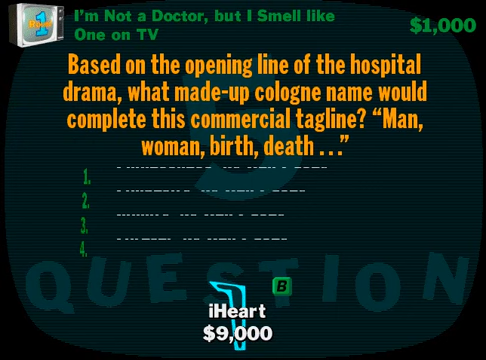 I'm Not a Doctor, but I Smell like
One on TV
$1,000
Based on the opening line of the hospital
drama, what made-up cologne name would
complete this commercial tagline? “Man,
woman, birth, death . . .”
1.
2.
3.
4.
QUESTION
B
iHeart
$9,000